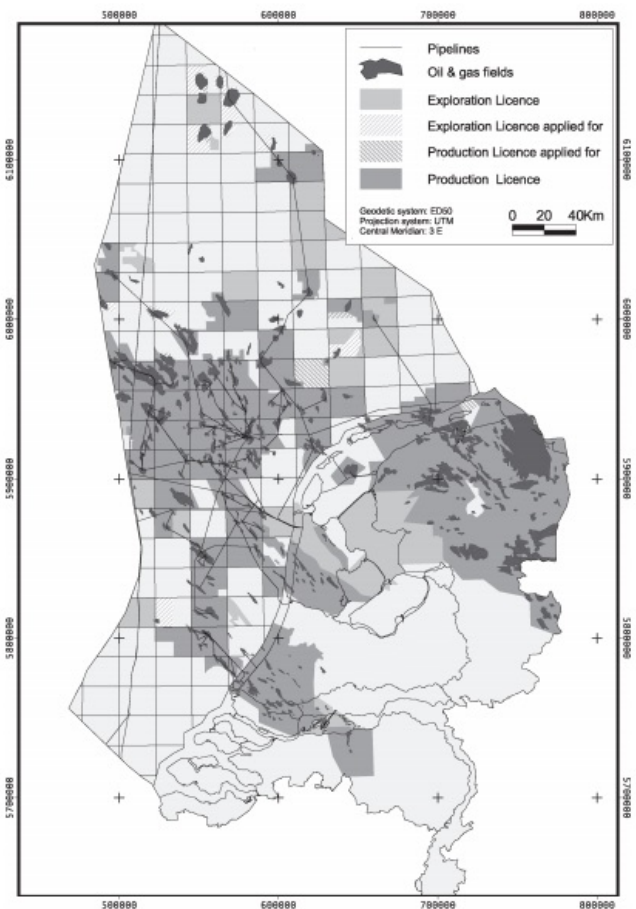 500000 600000 700000 800000
Pipelines
Oil & gas fields
Exploration Licence
Exploration Licence applied for
Production Licence applied for
Production Licence
Geodetic system: ED50
Projection system: UTM
Central Meridian: 3 E
0 20 40Km
6100000 6100000
6000000 6000000
5900000 5900000
5800000 5800000
5700000 5700000
500000 600000 700000 800000